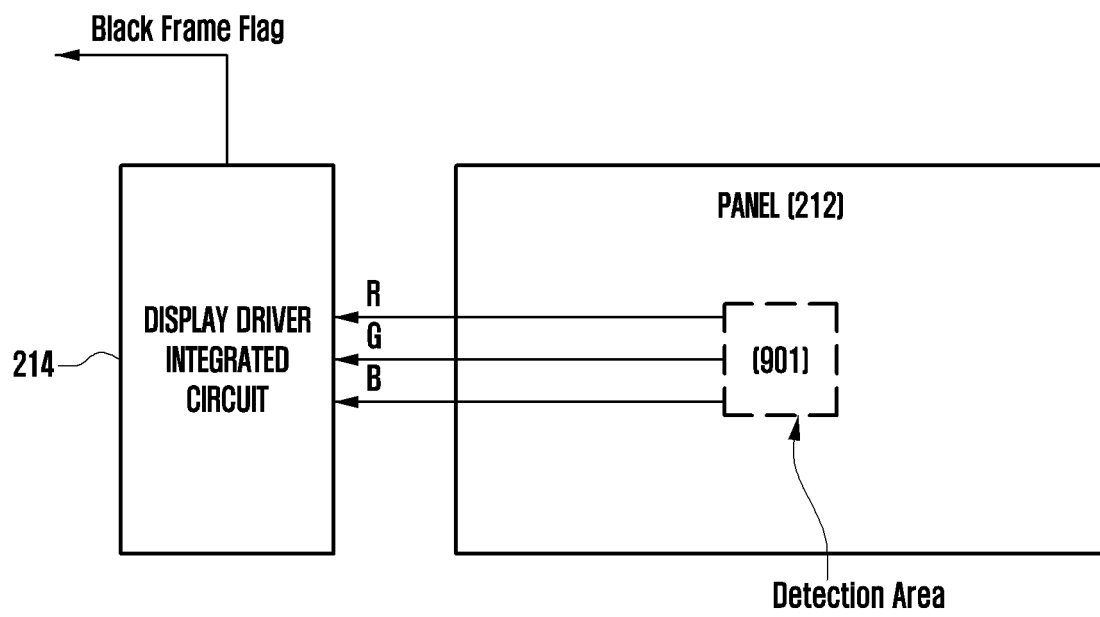 Black Frame Flag
PANEL (212)
R
G
B
DISPLAY DRIVER
INTEGRATED
CIRCUIT
214
(901)
Detection Area